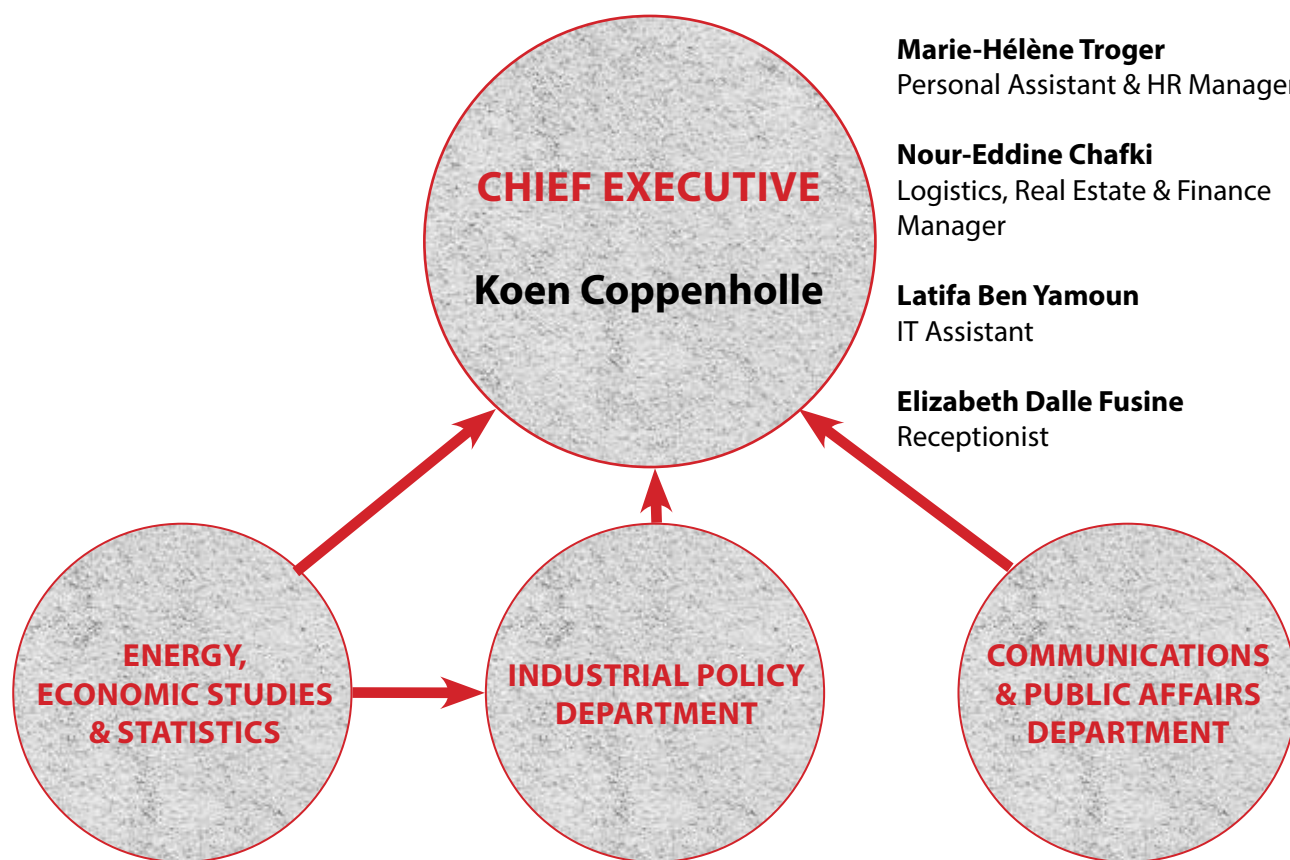 Marie-Hélène Troger
Personal Assistant & HR Manager
Nour-Eddine Chafki
Logistics, Real Estate & Finance
Manager
Latifa Ben Yamoun
IT Assistant
Elizabeth Dalle Fusine
Receptionist
CHIEF EXECUTIVE
Koen Coppenholle
ENERGY,
ECONOMIC STUDIES
& STATISTICS
INDUSTRIAL POLICY
DEPARTMENT
COMMUNICATIONS
& PUBLIC AFFAIRS
DEPARTMENT